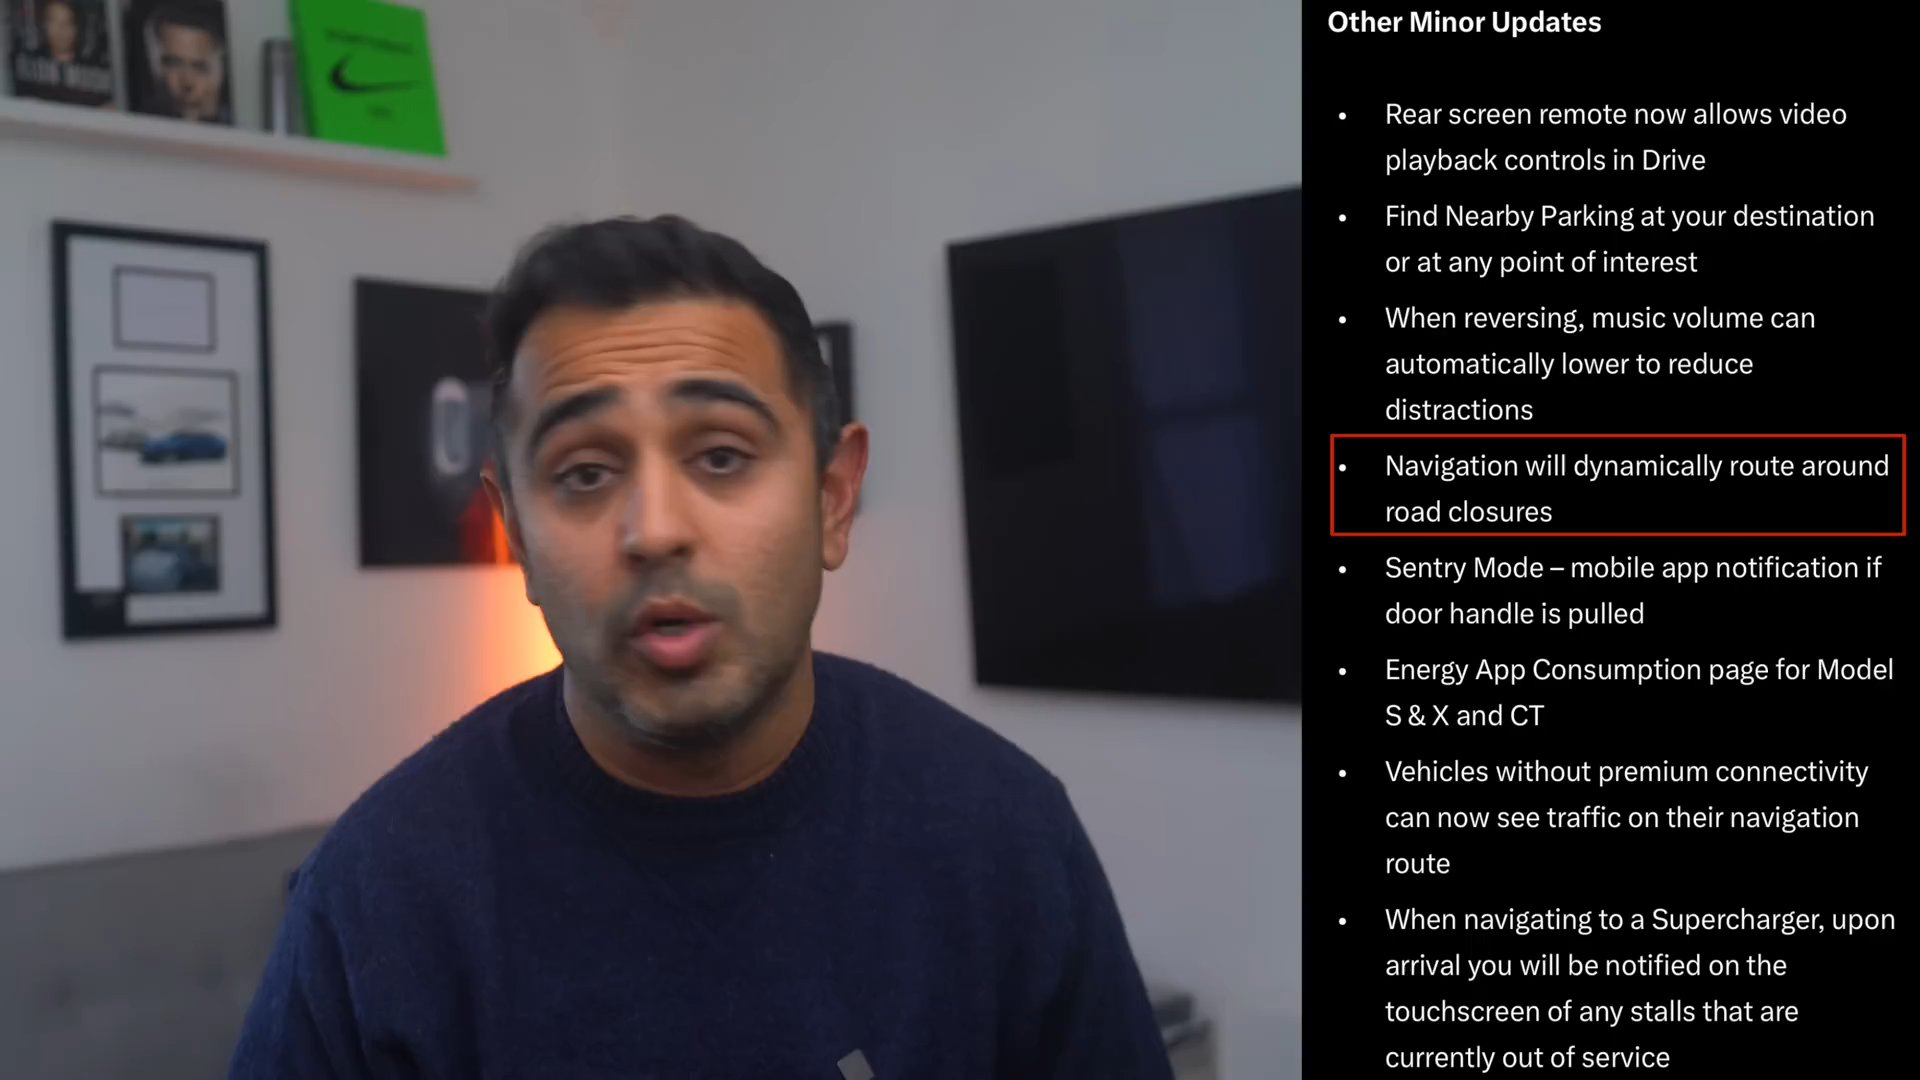 ELON MUSK
Other Minor Updates
• Rear screen remote now allows video
playback controls in Drive
• Find Nearby Parking at your destination
or at any point of interest
• When reversing, music volume can
automatically lower to reduce
distractions
• Navigation will dynamically route around
road closures
• Sentry Mode – mobile app notification if
door handle is pulled
• Energy App Consumption page for Model
S & X and CT
• Vehicles without premium connectivity
can now see traffic on their navigation
route
• When navigating to a Supercharger, upon
arrival you will be notified on the
touchscreen of any stalls that are
currently out of service